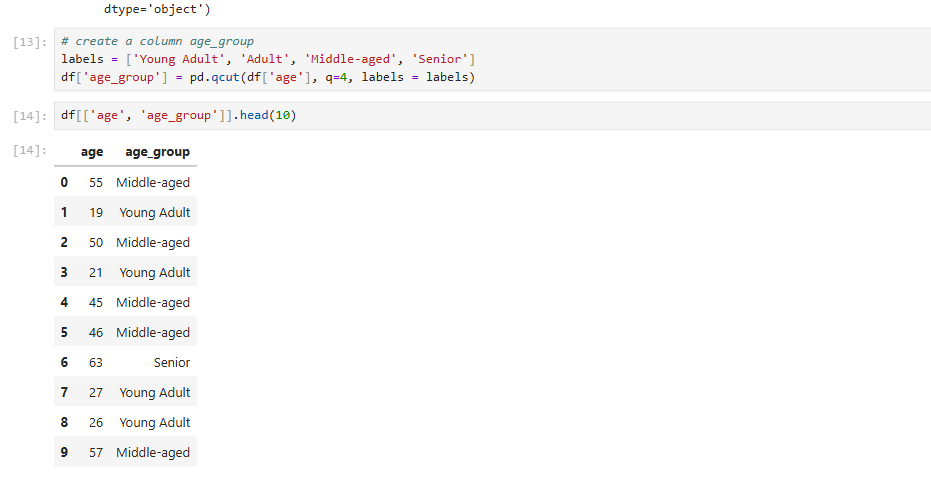 dtype='object')
[13]: # create a column age_group
labels = ['Young Adult', 'Adult', 'Middle-aged', 'Senior']
df['age_group'] = pd.qcut(df['age'], q=4, labels = labels)
[14]: df[['age', 'age_group']].head(10)
[14]: age age_group
0 55 Middle-aged
1 19 Young Adult
2 50 Middle-aged
3 21 Young Adult
4 45 Middle-aged
5 46 Middle-aged
6 63 Senior
7 27 Young Adult
8 26 Young Adult
9 57 Middle-aged